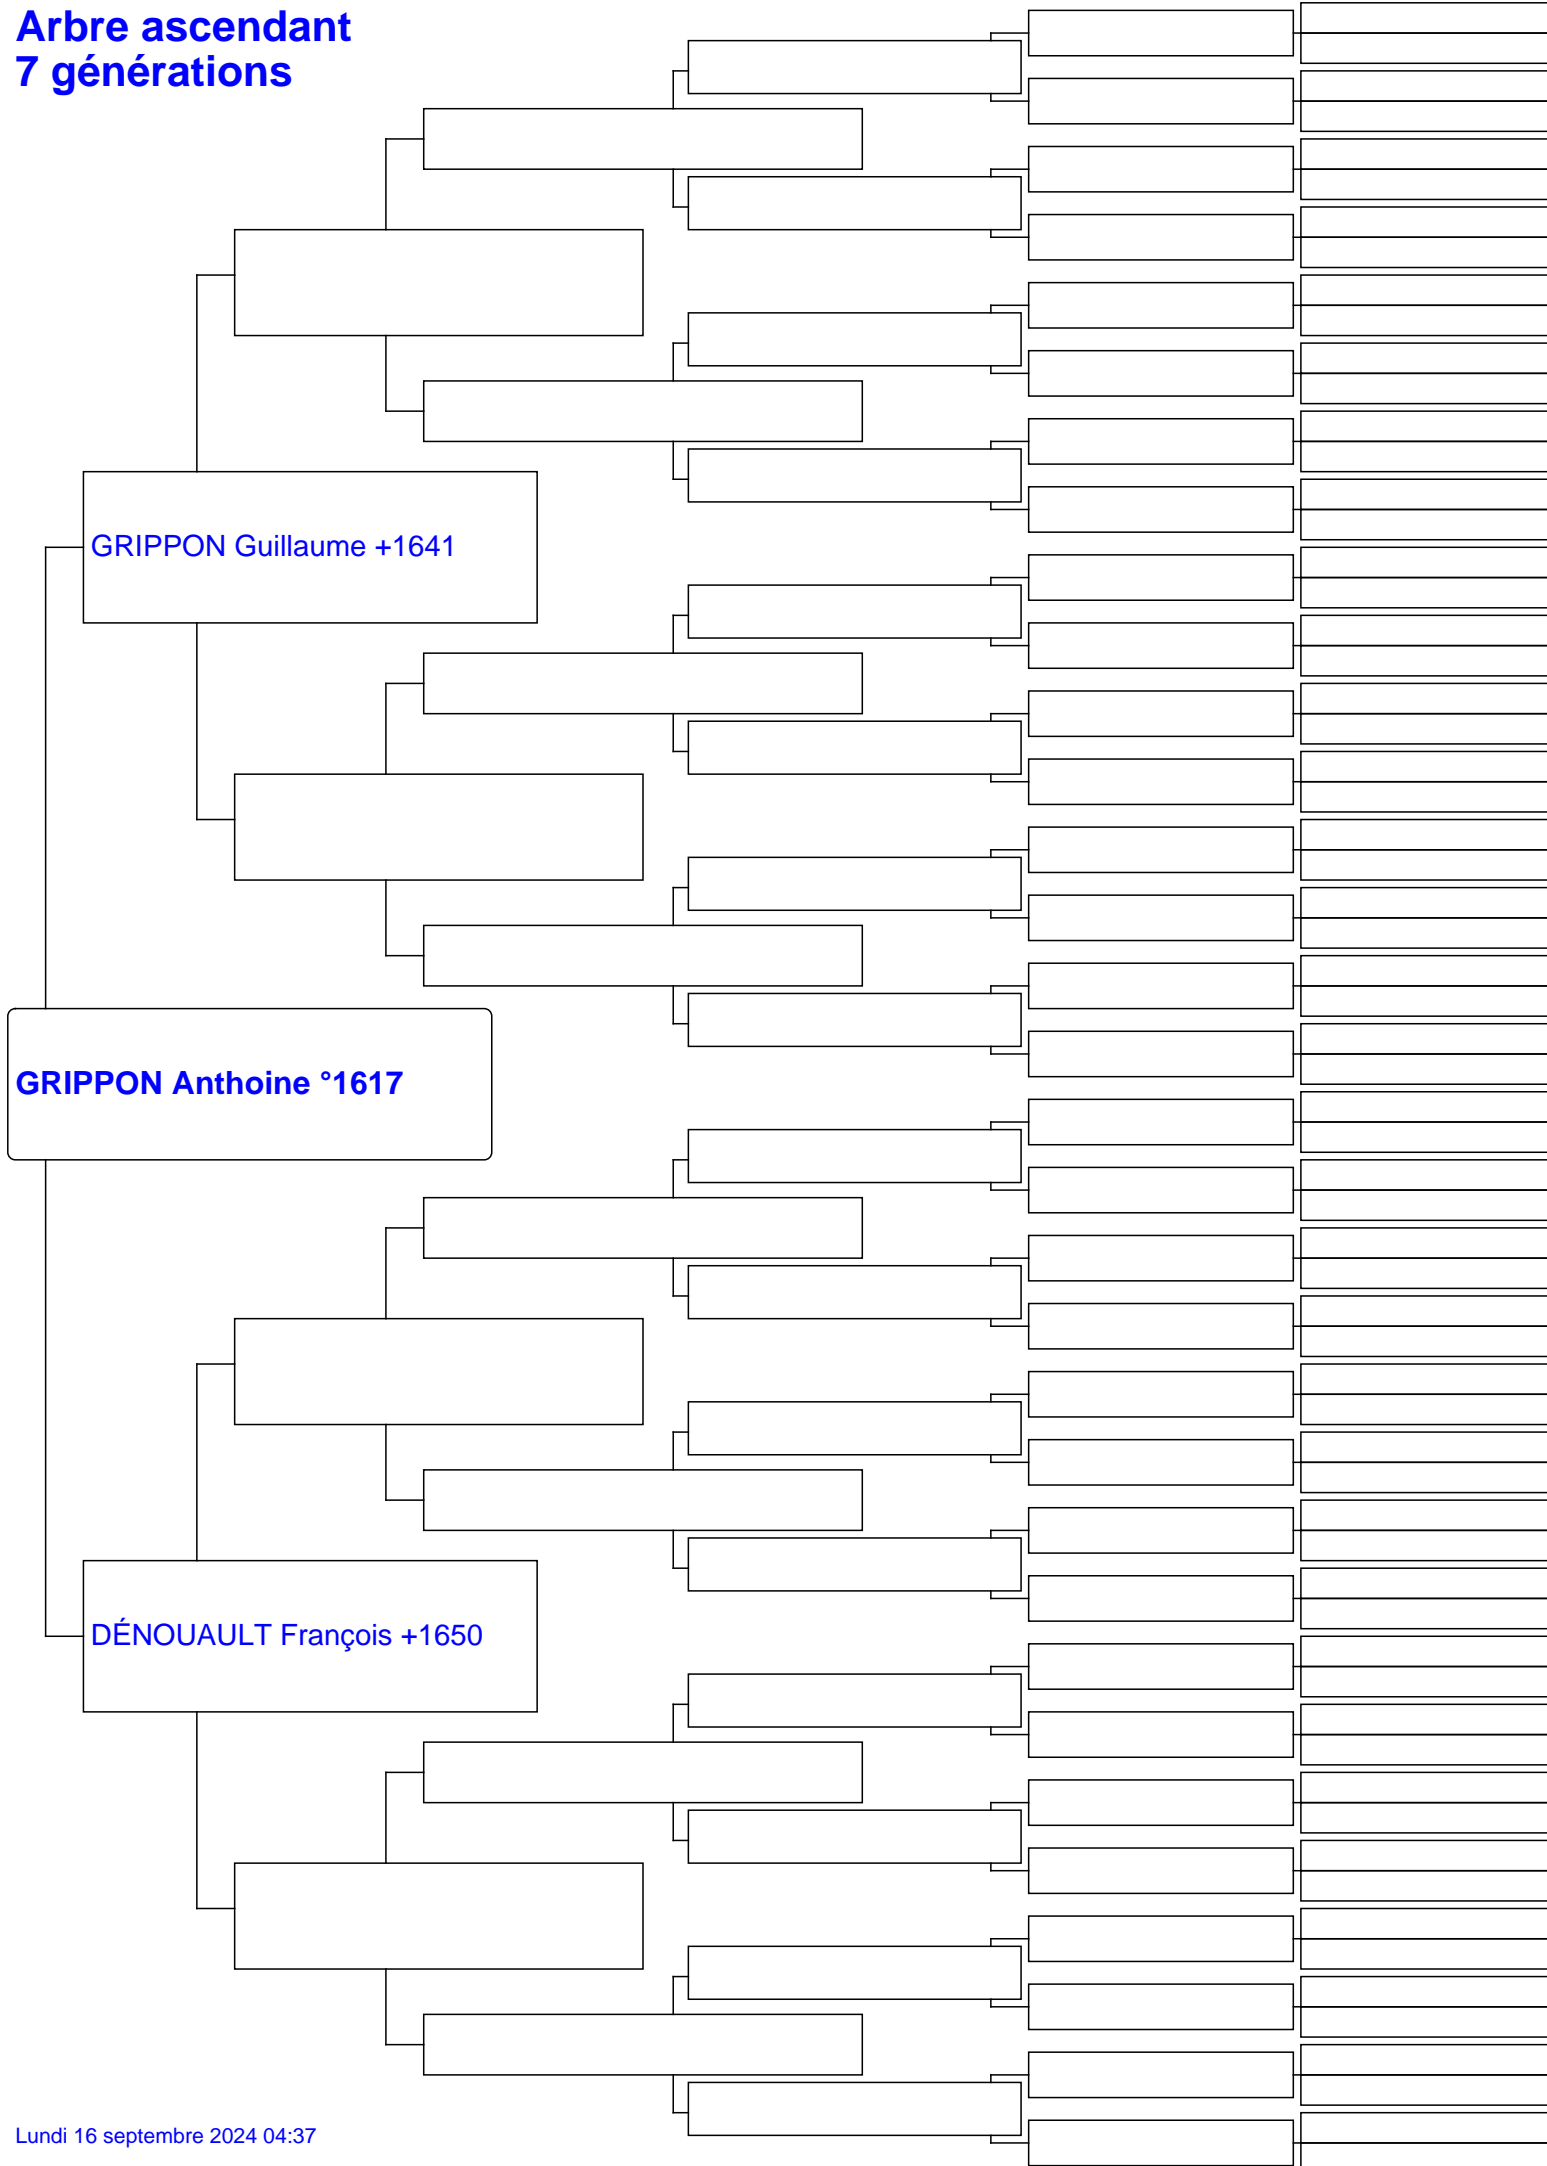 Arbre ascendant
7 générations
GRIPPON Guillaume +1641
GRIPPON Anthoine °1617
DÉNOUAULT François +1650
Lundi 16 septembre 2024 04:37